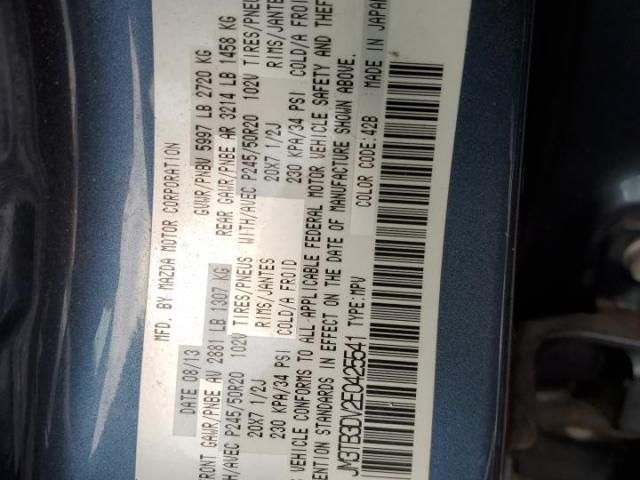 MFD. BY MAZDA MOTOR CORPORATION
DATE 08/13 GVWR/PNBV 5997 LB 2720 KG
FRONT GAWR/PNBE AV 2881 LB 1307 KG REAR GAWR/PNBE AR 3214 LB 1458 KG
WITH/AVEC P245/50R20 102V TIRES/PNEUS WITH/AVEC P245/50R20 102V TIRES/PNEUS
20X7 1/2J RIMS/JANTES 20X7 1/2J RIMS/JANTES
230 KPA/34 PSI COLD/A FROID 230 KPA/34 PSI COLD/A FROID
VEHICLE CONFORMS TO ALL APPLICABLE FEDERAL MOTOR VEHICLE SAFETY AND THEFT
STANDARDS IN EFFECT ON THE DATE OF MANUFACTURE SHOWN ABOVE.
JM3TB3DV2E0425541 TYPE:MPV COLOR CODE:42B MADE IN JAPAN